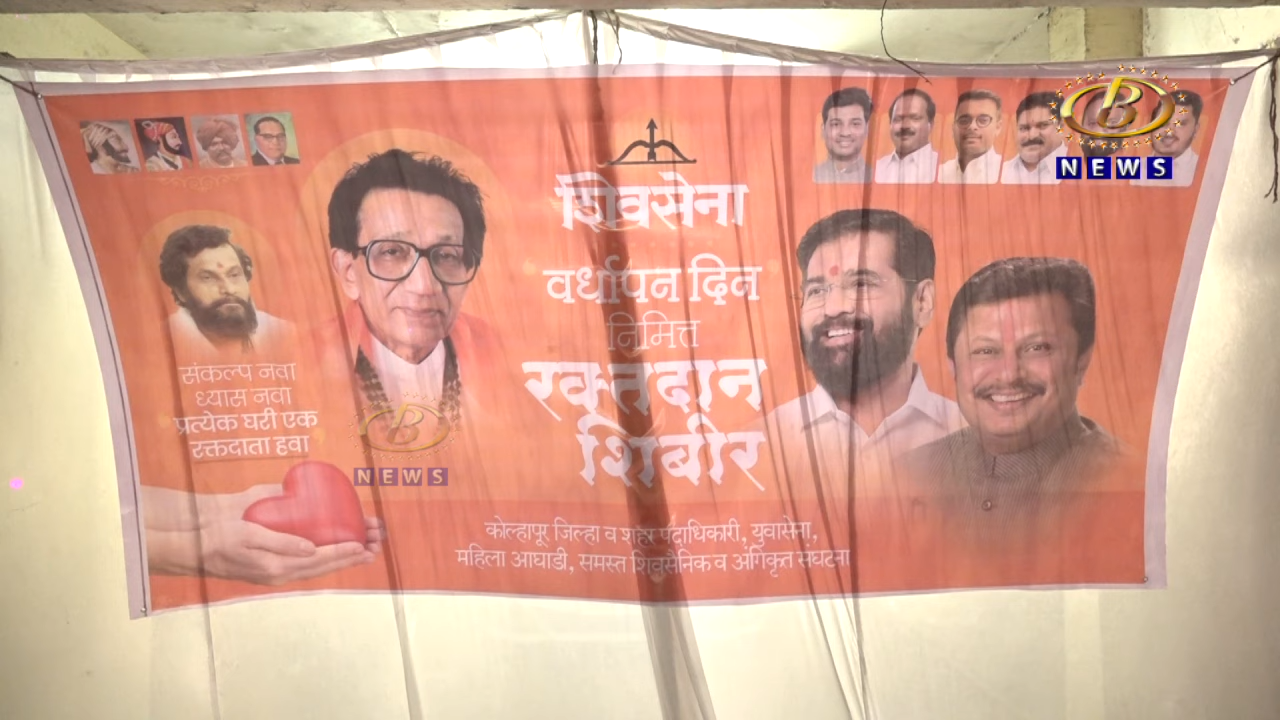 शिवसेना
वर्धापन दिन
निमित्त
रक्तदान
शिबीर
संकल्प नवा
ध्यास नवा
प्रत्येक घरी एक
रक्तदाता हवा
कोल्हापूर जिल्हा व शहर पदाधिकारी, युवासेना,
महिला आघाडी, समस्त शिवसैनिक व अंगिकृत संघटना
B
NEWS
B
NEWS